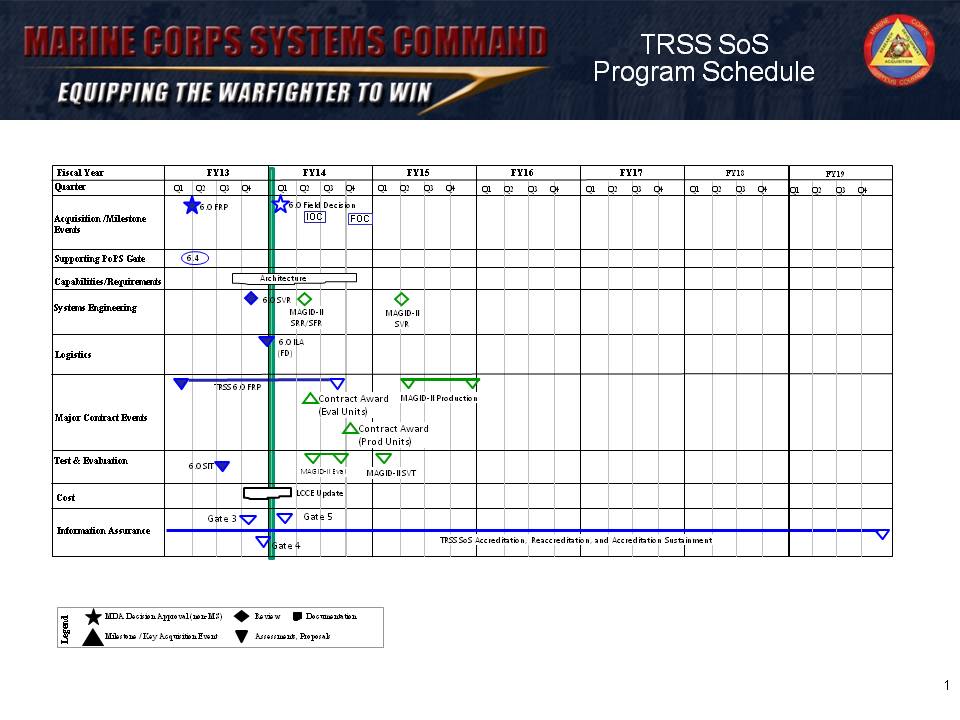 MARINE CORPS SYSTEMS COMMAND
EQUIPPING THE WARFIGHTER TO WIN
TRSS SoS
Program Schedule
Fiscal Year FY13 FY14 FY15 FY16 FY17 FY18 FY19
Quarter Q1 Q2 Q3 Q4 Q1 Q2 Q3 Q4 Q1 Q2 Q3 Q4 Q1 Q2 Q3 Q4 Q1 Q2 Q3 Q4 Q1 Q2 Q3 Q4 Q1 Q2 Q3 Q4
Acquisition /Milestone
Events
6.0 FRP
6.0 Field Decision
IOC
FOC
Supporting PoPS Gate
6.4
Capabilities/Requirements
Architecture
Systems Engineering
6.0 SVR
MAGID-II
SRR/SFR
MAGID-II
SVR
Logistics
6.0 ILA
(FD)
Major Contract Events
TRSS 6.0 FRP
Contract Award
(Eval Units)
Contract Award
(Prod Units)
MAGID-II Production
Test & Evaluation
6.0 SIT
MAGID-II Eval
MAGID-II SVT
Cost
LCCE Update
Information Assurance
Gate 3
Gate 5
Gate 4
TRSS SoS Accreditation, Reaccreditation, and Accreditation Sustainment
Legend
MDA Decision Approval (non-MS)
Review
Documentation
Milestone / Key Acquisition Event
Assessments, Proposals
1